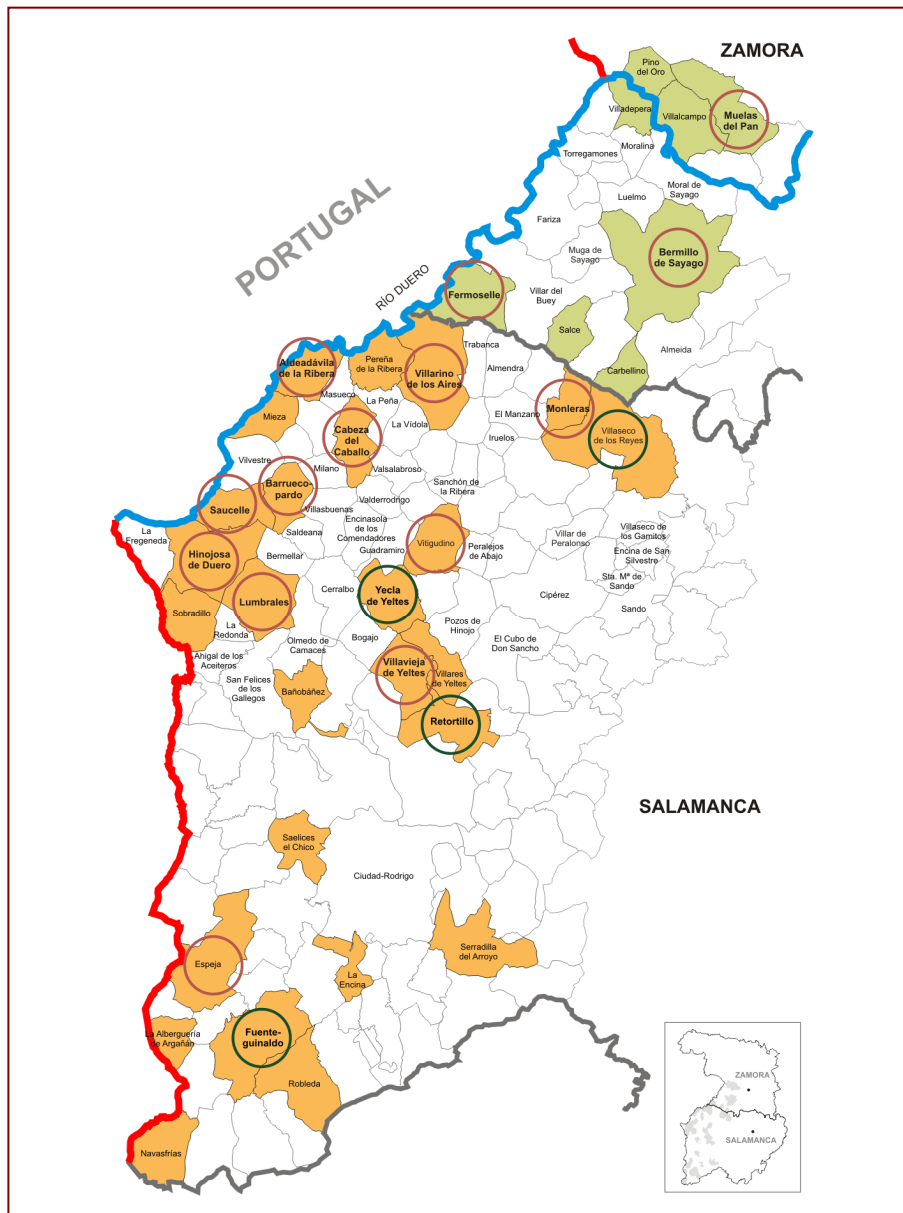 ZAMORA
Pino
del Oro
Villadepera
Villalcampo
Muelas
del Pan
Moralina
Torregamones
PORTUGAL
Luelmo
Moral de
Sayago
Fariza
Muga de
Sayago
Bermillo
de Sayago
RÍO DUERO
Fermoselle
Villar del
Buey
Salce
Trabanca
Almeida
Carbellino
Aldeadávila
de la Ribera
Pereña
de la Ribera
Villarino
de los Aires
Almendra
Masueco
La Peña
Mieza
La Vídola
El Manzano
Monleras
Cabeza
del
Caballo
Iruelos
Villaseco
de los Reyes
Vilvestre
Milano
Valsalabroso
Barrueco-
pardo
Sanchón de
la Ribera
Valderrodrigo
Villasbuenas
Saucelle
Encinasola
de los
Comendadores
La
Fregeneda
Saldeana
Guadramiro
Vitigudino
Peralejos
de Abajo
Villar de
Peralonso
Villaseco de
los Gamitos
Encina de San
Silvestre
Hinojosa
de Duero
Bermellar
Sta. Mª de
Sando
Cerralbo
Yecla
de Yeltes
Cipérez
Sando
Lumbrales
Sobradillo
La
Redonda
Pozos de
Hinojo
Olmedo de
Camaces
Bogajo
El Cubo de
Don Sancho
Ahigal de los
Aceiteros
Villavieja
de Yeltes
Villares
de Yeltes
San Felices
de los
Gallegos
Bañobáñez
Retortillo
SALAMANCA
Saelices
el Chico
Ciudad-Rodrigo
Serradilla
del Arroyo
Espeja
La
Encina
La Alberguería
de Argañán
Fuente-
guinaldo
Robleda
Navasfrías
ZAMORA
SALAMANCA